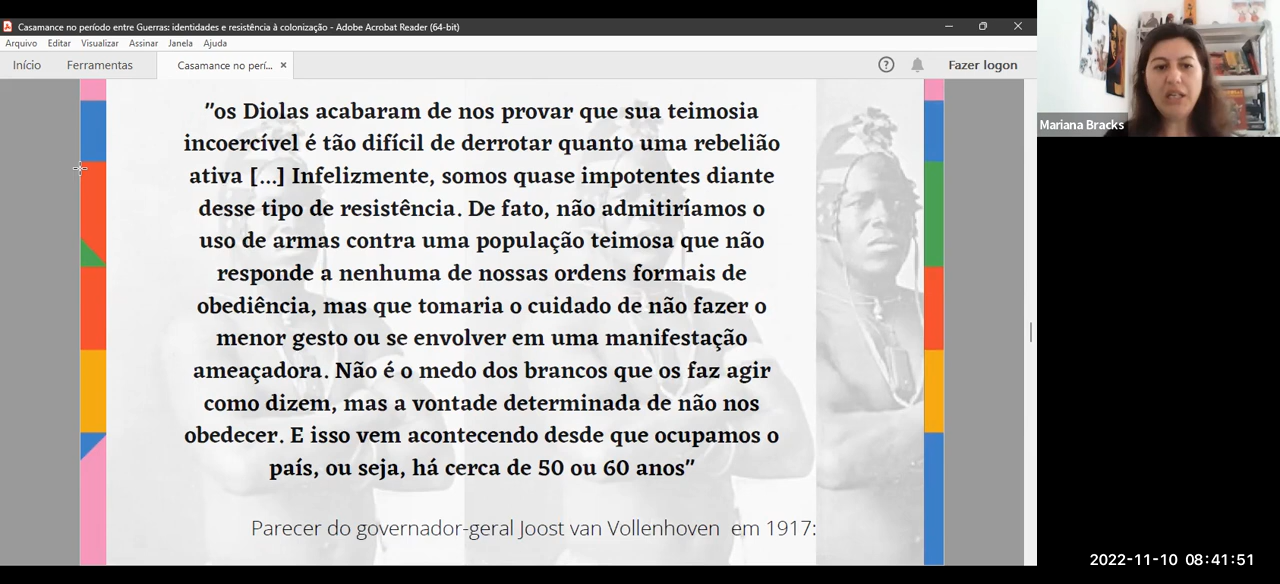 Casamance no período entre Guerras: identidades e resistência à colonização - Adobe Acrobat Reader (64-bit)
Arquivo Editar Visualizar Assinar Janela Ajuda
Início Ferramentas Casamance no perí... Fazer logon
Mariana Bracks
"os Diolas acabaram de nos provar que sua teimosia
incoercível é tão difícil de derrotar quanto uma rebelião
ativa [...] Infelizmente, somos quase impotentes diante
desse tipo de resistência. De fato, não admitiríamos o
uso de armas contra uma população teimosa que não
responde a nenhuma de nossas ordens formais de
obediência, mas que tomaria o cuidado de não fazer o
menor gesto ou se envolver em uma manifestação
ameaçadora. Não é o medo dos brancos que os faz agir
como dizem, mas a vontade determinada de não nos
obedecer. E isso vem acontecendo desde que ocupamos o
país, ou seja, há cerca de 50 ou 60 anos"
Parecer do governador-geral Joost van Vollenhoven em 1917:
2022-11-10 08:41:51